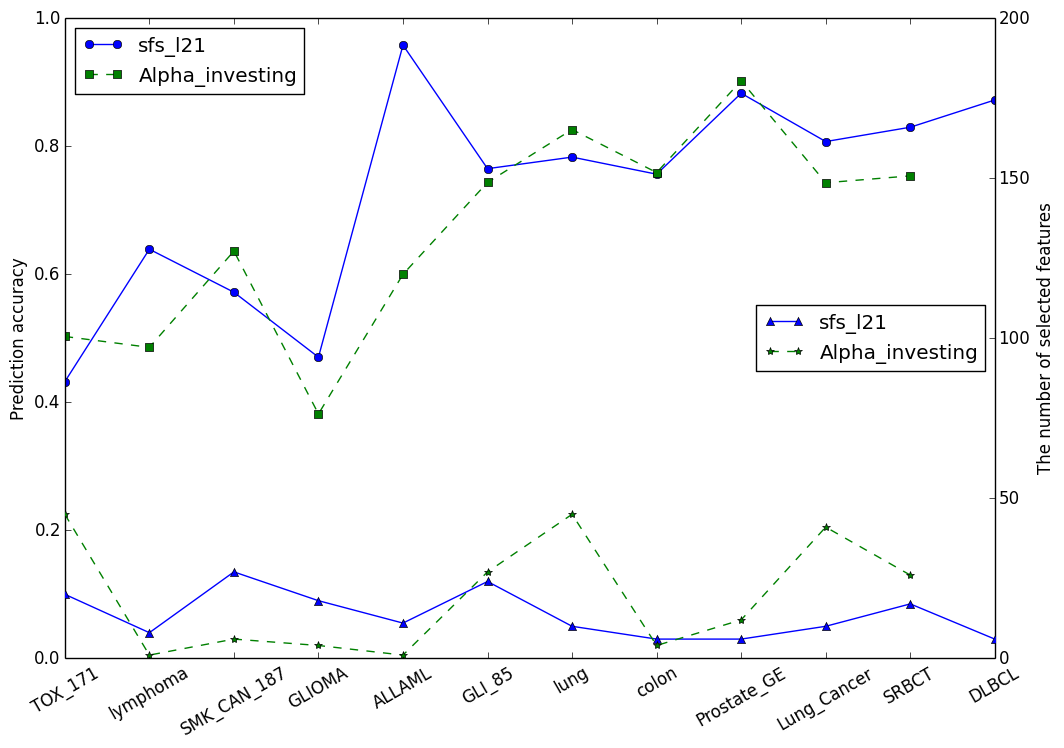 1.0
0.8
0.6
0.4
0.2
0.0
Prediction accuracy
sfs_l21
Alpha_investing
200
150
100
50
0
The number of selected features
sfs_l21
Alpha_investing
TOX_171
lymphoma
SMK_CAN_187
GLIOMA
ALLAML
GLI_85
lung
colon
Prostate_GE
Lung_Cancer
SRBCT
DLBCL